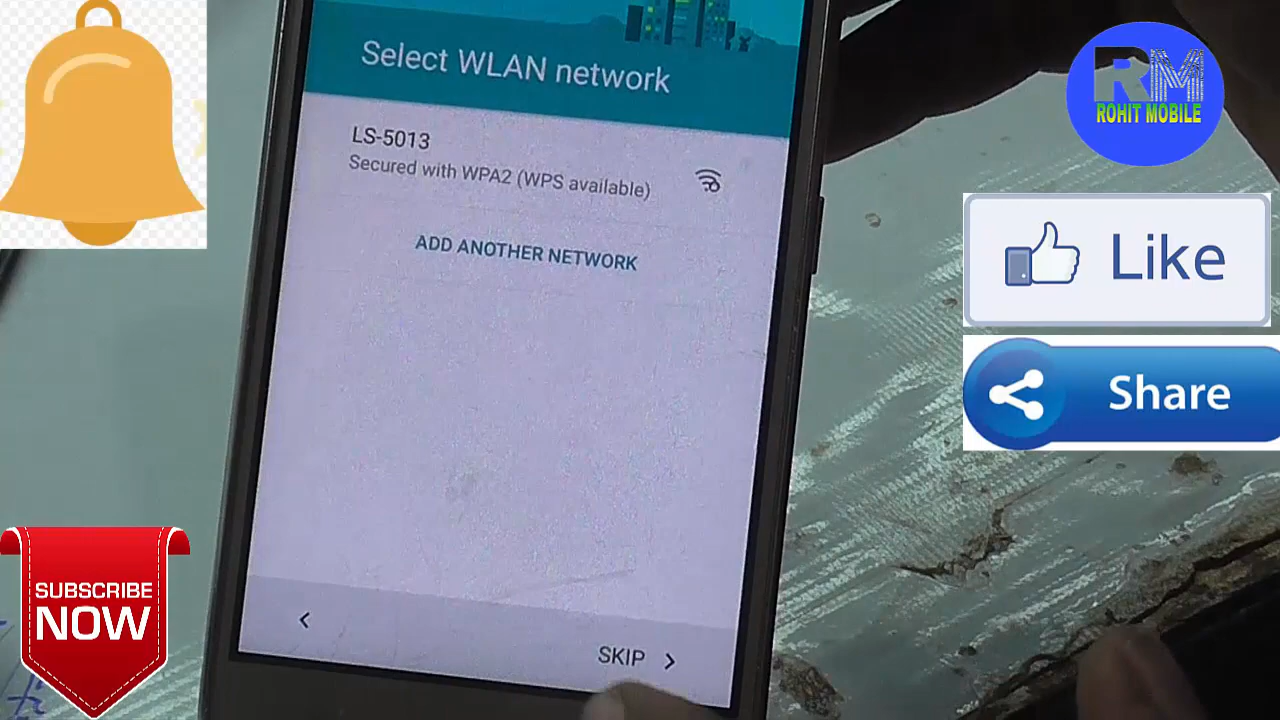 Select WLAN network
LS-5013
Secured with WPA2 (WPS available)
ADD ANOTHER NETWORK
SKIP
RM
ROHIT MOBILE
Like
Share
SUBSCRIBE
NOW